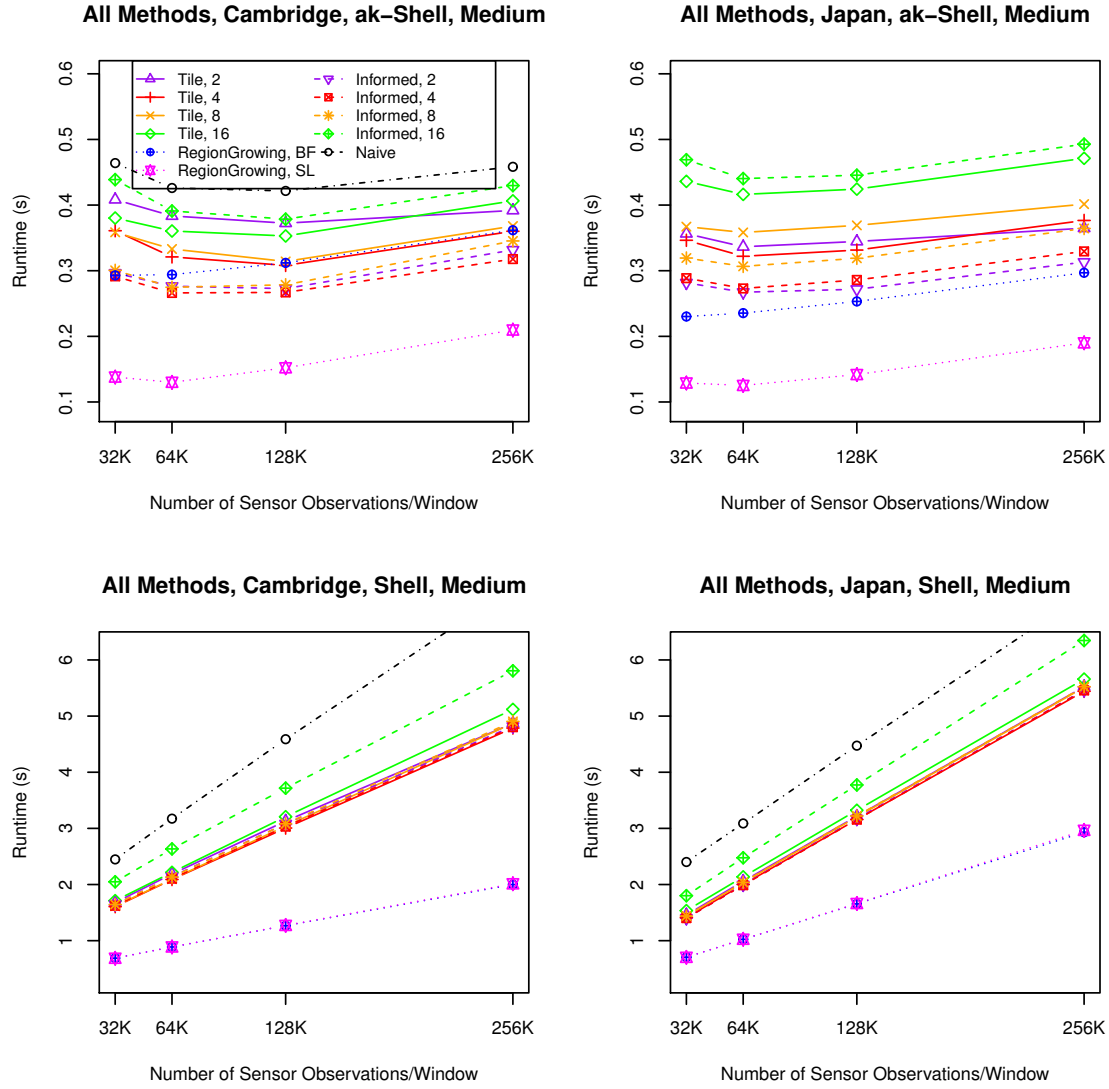 All Methods, Cambridge, ak−Shell, Medium
Runtime (s)
0.6
0.5
0.4
0.3
0.2
0.1
Tile, 2
Tile, 4
Tile, 8
Tile, 16
RegionGrowing, BF
RegionGrowing, SL
Informed, 2
Informed, 4
Informed, 8
Informed, 16
Naive
32K 64K 128K 256K
Number of Sensor Observations/Window
All Methods, Japan, ak−Shell, Medium
Runtime (s)
0.6
0.5
0.4
0.3
0.2
0.1
32K 64K 128K 256K
Number of Sensor Observations/Window
All Methods, Cambridge, Shell, Medium
Runtime (s)
6
5
4
3
2
1
32K 64K 128K 256K
Number of Sensor Observations/Window
All Methods, Japan, Shell, Medium
Runtime (s)
6
5
4
3
2
1
32K 64K 128K 256K
Number of Sensor Observations/Window